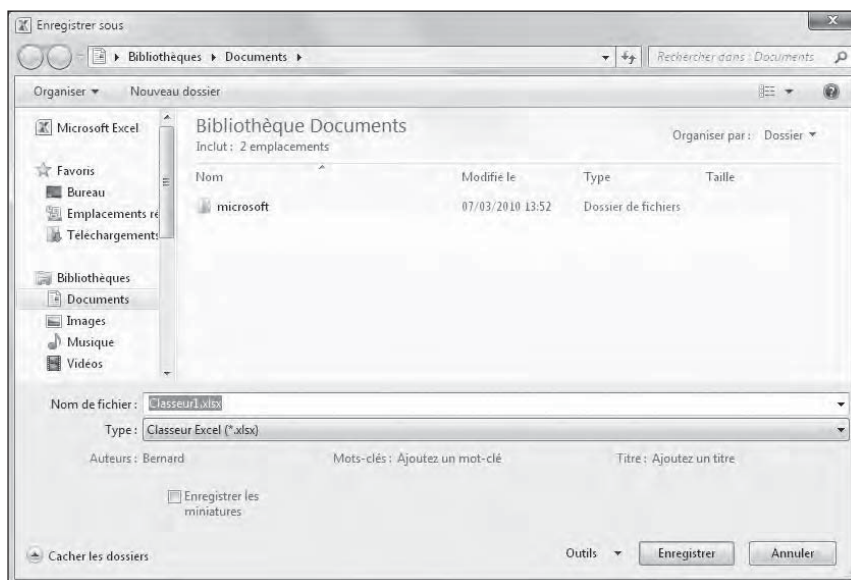 Enregistrer sous
Bibliothèques Documents
Rechercher dans : Documents
Organiser Nouveau dossier
Microsoft Excel
Favoris
Bureau
Emplacements ré
Téléchargements
Bibliothèques
Documents
Images
Musique
Vidéos
Bibliothèque Documents
Inclut : 2 emplacements
Organiser par : Dossier
Nom Modifié le Type Taille
microsoft 07/03/2010 13:52 Dossier de fichiers
Nom de fichier : Classeur1.xlsx
Type : Classeur Excel (*.xlsx)
Auteurs : Bernard Mots-clés : Ajoutez un mot-clé Titre : Ajoutez un titre
Enregistrer les
miniatures
Cacher les dossiers Outils Enregistrer Annuler